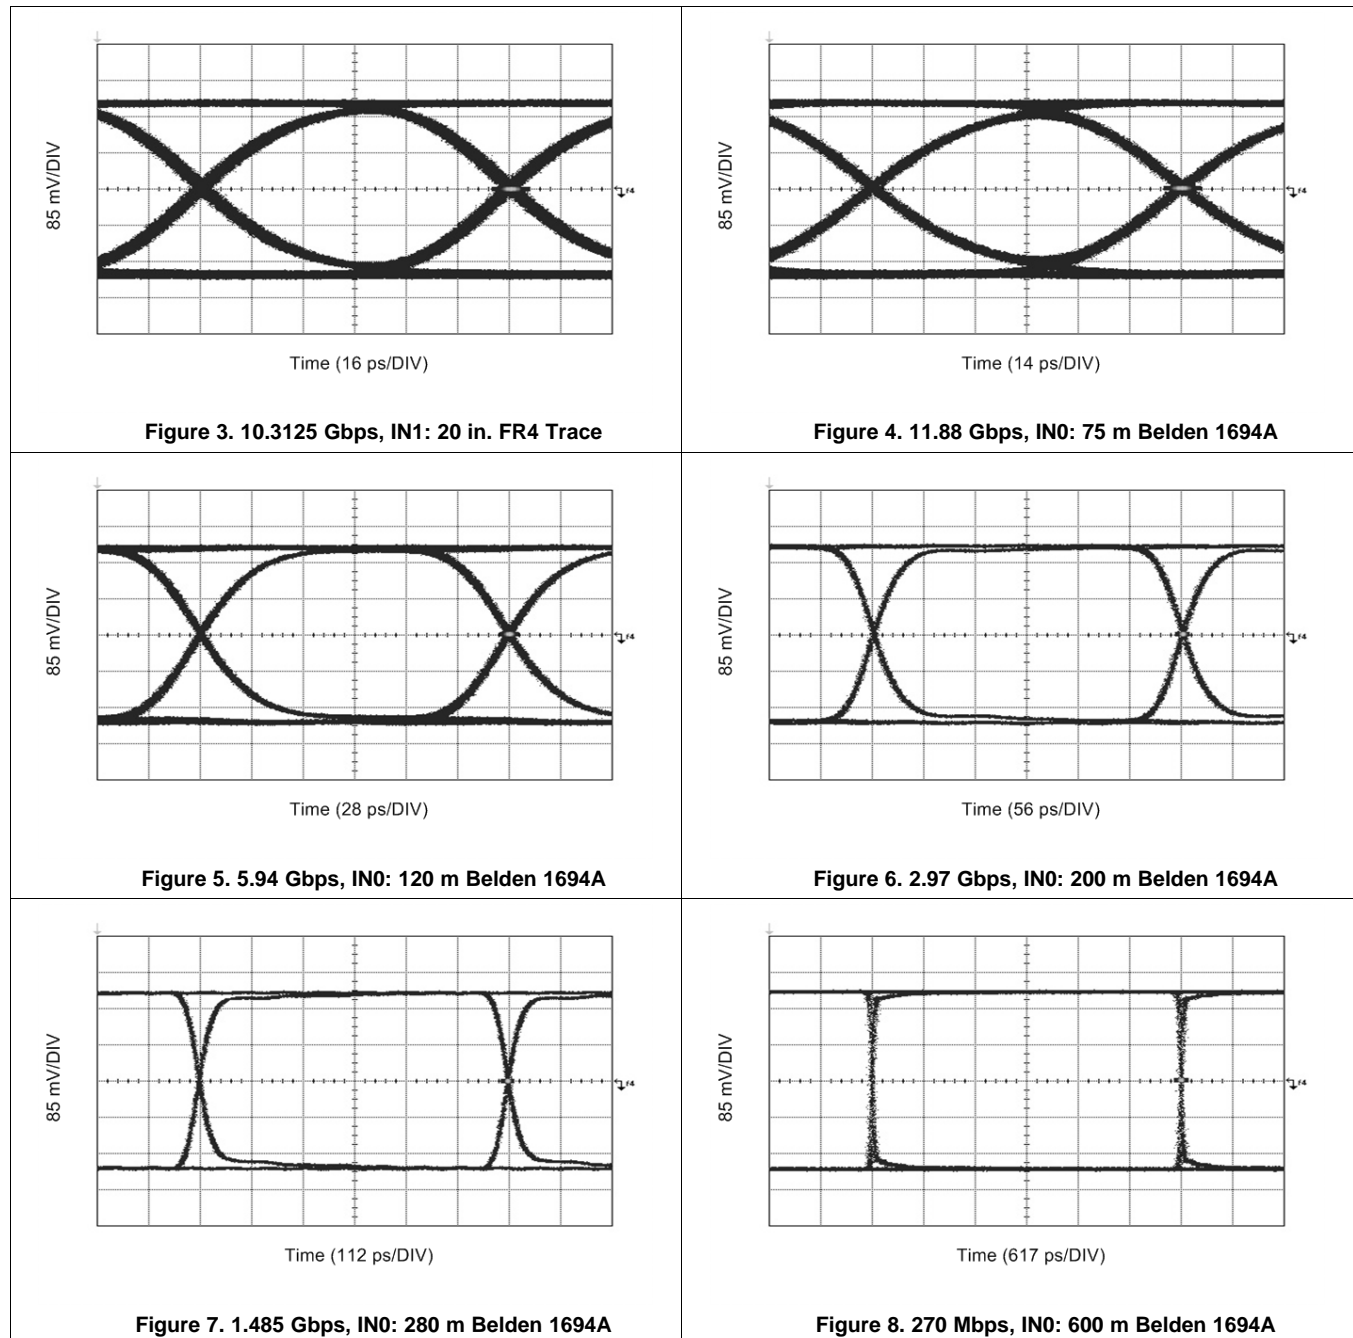 85 mV/DIV
Time (16 ps/DIV)
Figure 3. 10.3125 Gbps, IN1: 20 in. FR4 Trace
85 mV/DIV
Time (14 ps/DIV)
Figure 4. 11.88 Gbps, IN0: 75 m Belden 1694A
85 mV/DIV
Time (28 ps/DIV)
Figure 5. 5.94 Gbps, IN0: 120 m Belden 1694A
85 mV/DIV
Time (56 ps/DIV)
Figure 6. 2.97 Gbps, IN0: 200 m Belden 1694A
85 mV/DIV
Time (112 ps/DIV)
Figure 7. 1.485 Gbps, IN0: 280 m Belden 1694A
85 mV/DIV
Time (617 ps/DIV)
Figure 8. 270 Mbps, IN0: 600 m Belden 1694A